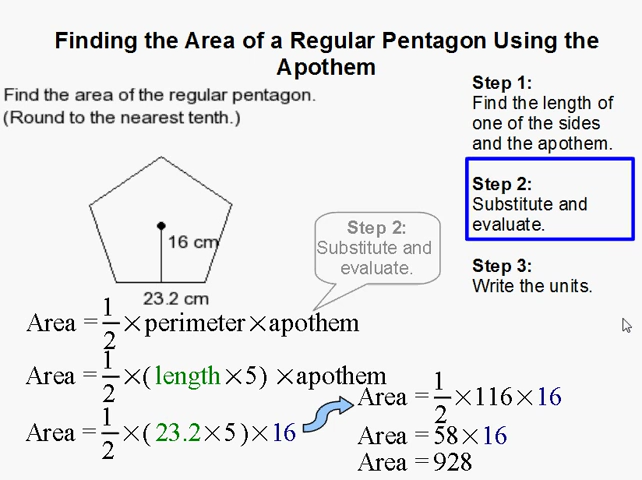 Finding the Area of a Regular Pentagon Using the
Apothem
Find the area of the regular pentagon.
(Round to the nearest tenth.)
16 cm
23.2 cm
Step 1:
Find the length of
one of the sides
and the apothem.
Step 2:
Substitute and
evaluate.
Step 3:
Write the units.
Step 2:
Substitute and
evaluate.
Area = 1/2 × perimeter × apothem
Area = 1/2 × ( length × 5 ) × apothem
Area = 1/2 × ( 23.2 × 5 ) × 16
Area = 1/2 × 116 × 16
Area = 58 × 16
Area = 928